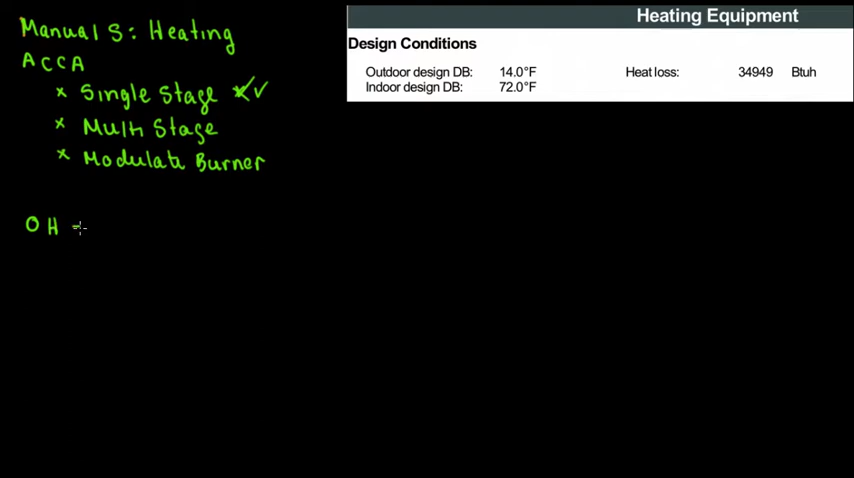 Manual S: Heating
ACCA
x Single Stage
x Multi Stage
x Modulate Burner
OH =
Heating Equipment
Design Conditions
Outdoor design DB: 14.0°F Heat loss: 34949 Btuh
Indoor design DB: 72.0°F